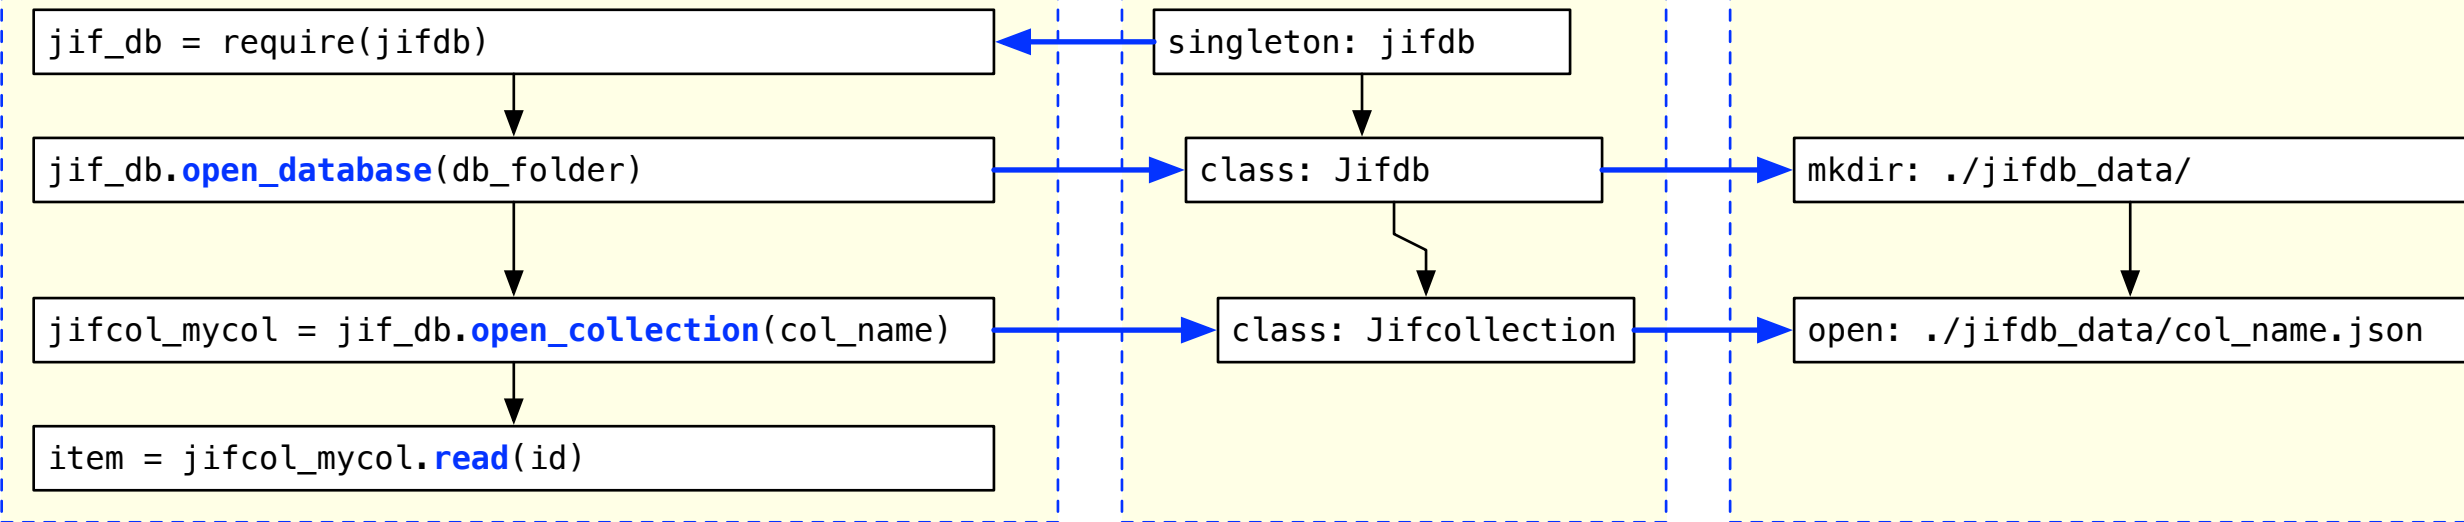 jif_db = require(jifdb)
singleton: jifdb
jif_db.open_database(db_folder)
class: Jifdb
mkdir: ./jifdb_data/
jifcol_mycol = jif_db.open_collection(col_name)
class: Jifcollection
open: ./jifdb_data/col_name.json
item = jifcol_mycol.read(id)